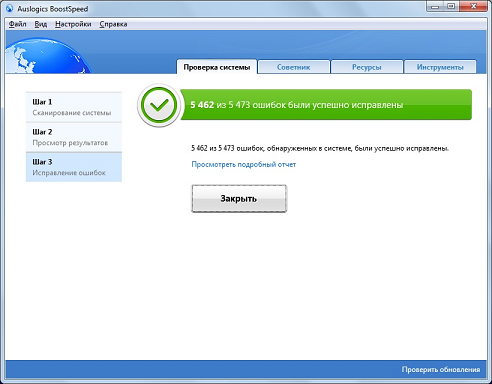 Auslogics BoostSpeed
Файл Вид Настройки Справка
Проверка системы Советник Ресурсы Инструменты
Шаг 1
Сканирование системы
Шаг 2
Просмотр результатов
Шаг 3
Исправление ошибок
5 462 из 5 473 ошибок были успешно исправлены
5 462 из 5 473 ошибок, обнаруженных в системе, были успешно исправлены.
Просмотреть подробный отчет
Закрыть
Проверить обновления